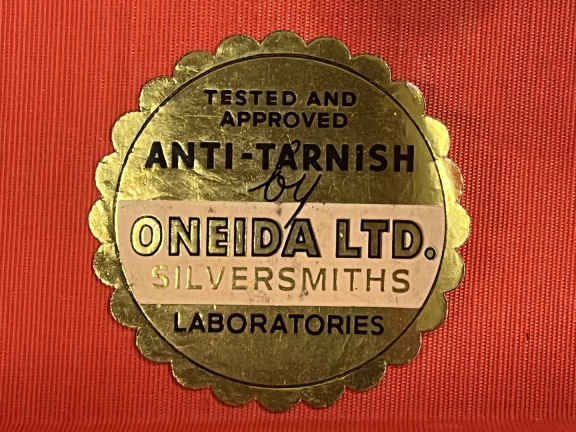 TESTED AND
APPROVED
ANTI-TARNISH
by
ONEIDA LTD.
SILVERSMITHS
LABORATORIES